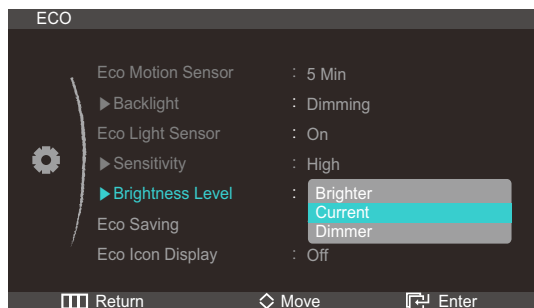 ECO
Eco Motion Sensor : 5 Min
▶Backlight : Dimming
Eco Light Sensor : On
▶Sensitivity : High
▶Brightness Level : Brighter
Current
Eco Saving
Dimmer
Eco Icon Display : Off
Return Move Enter